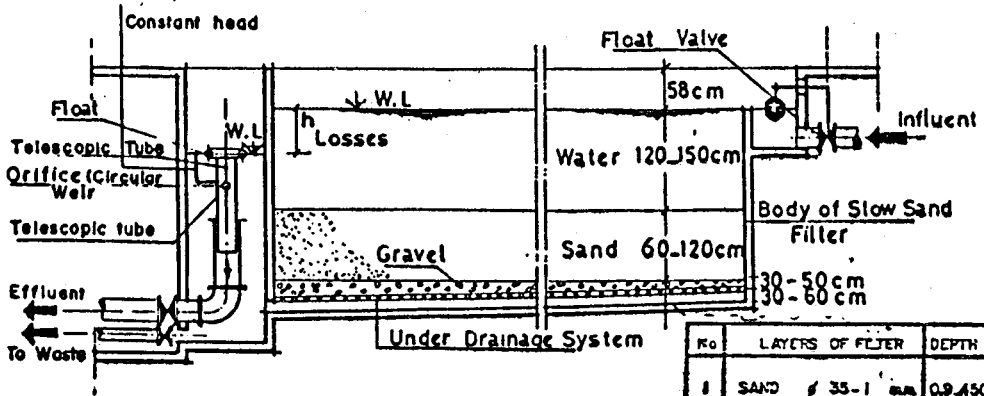 Constant head
Float Valve
58cm
Float
W.L
W.L
h
Losses
Influent
Telescopic Tube
Water 120_150cm
Orifice (Circular
Weir
Body of Slow Sand
Filter
Telescopic tube
Sand 60_120cm
Gravel
30-50cm
30-60cm
Effluent
To Waste
Under Drainage System
No LAYERS OF FILTER DEPTH
1 SAND 35-1 mm